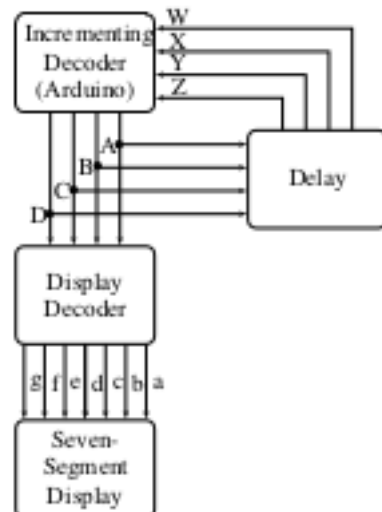 W
Incrementing
X
Decoder
Y
(Arduino)
Z
A
B
Delay
C
D
Display
Decoder
g f e d c b a
Seven-
Segment
Display